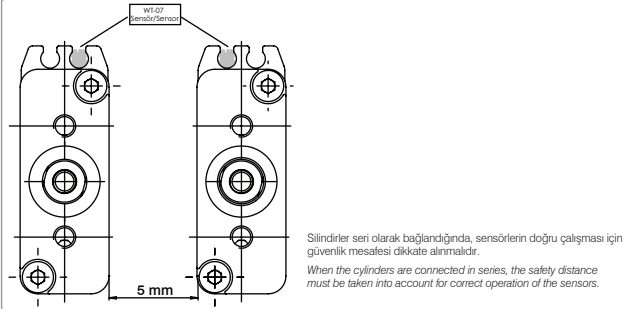 WT-07
Sensör/Sensor
5 mm
Silindirler seri olarak bağlandığında, sensörlerin doğru çalışması için
güvenlik mesafesi dikkate alınmalıdır.
When the cylinders are connected in series, the safety distance
must be taken into account for correct operation of the sensors.